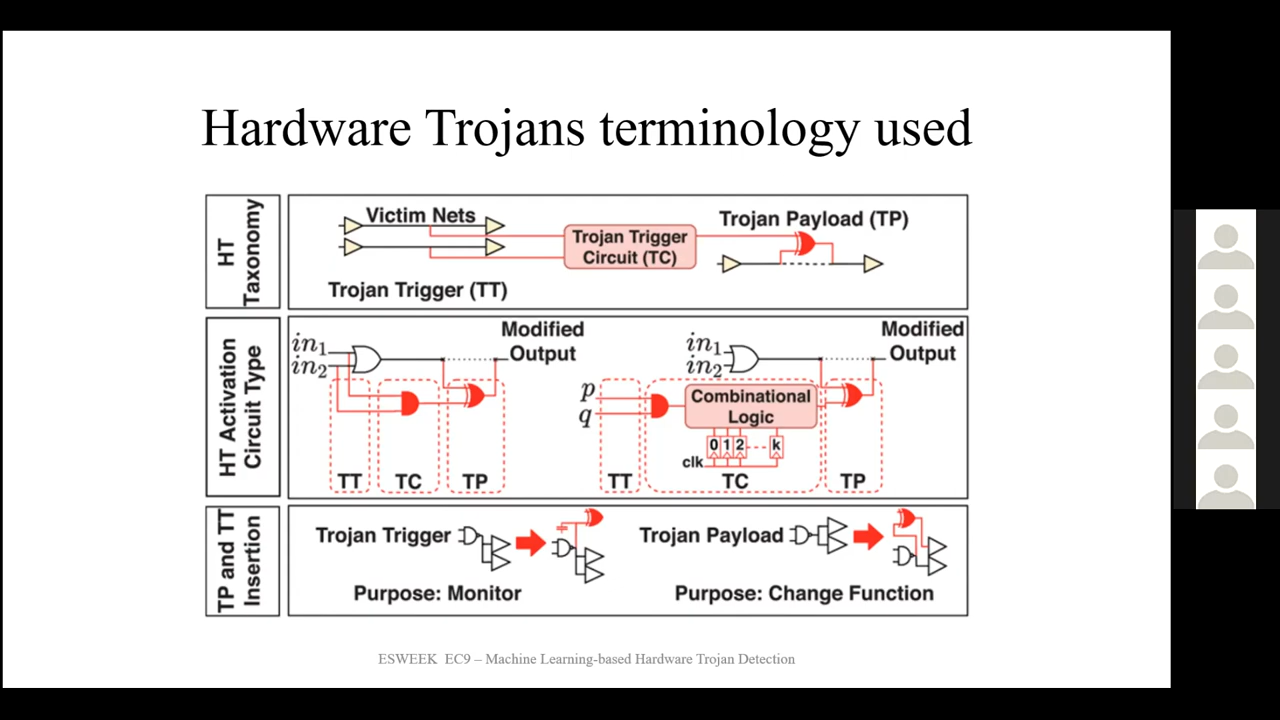 Hardware Trojans terminology used
HT
Taxonomy
Victim Nets
Trojan Trigger
Circuit (TC)
Trojan Payload (TP)
Trojan Trigger (TT)
HT Activation
Circuit Type
in1
in2
Modified
Output
TT
TC
TP
in1
in2
Modified
Output
p
q
Combinational
Logic
0 1 2 k
clk
TT
TC
TP
TP and TT
Insertion
Trojan Trigger
Purpose: Monitor
Trojan Payload
Purpose: Change Function
ESWEEK EC9 – Machine Learning-based Hardware Trojan Detection